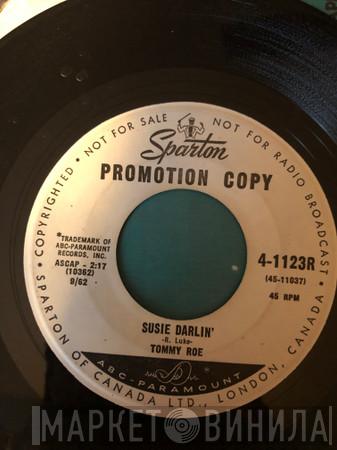 COPYRIGHTED • NOT FOR SALE • NOT FOR RADIO BROADCAST
Sparton
PROMOTION COPY
*TRADEMARK OF
ABC-PARAMOUNT
RECORDS, INC.
ASCAP - 2:17
(10362)
9/62
4-1123R
(45-11037)
45 RPM
SUSIE DARLIN'
-R. Luke-
TOMMY ROE
ABC-PARAMOUNT
SPARTON OF CANADA LTD., LONDON, CANADA
МАРКЕТ ВИНИЛА